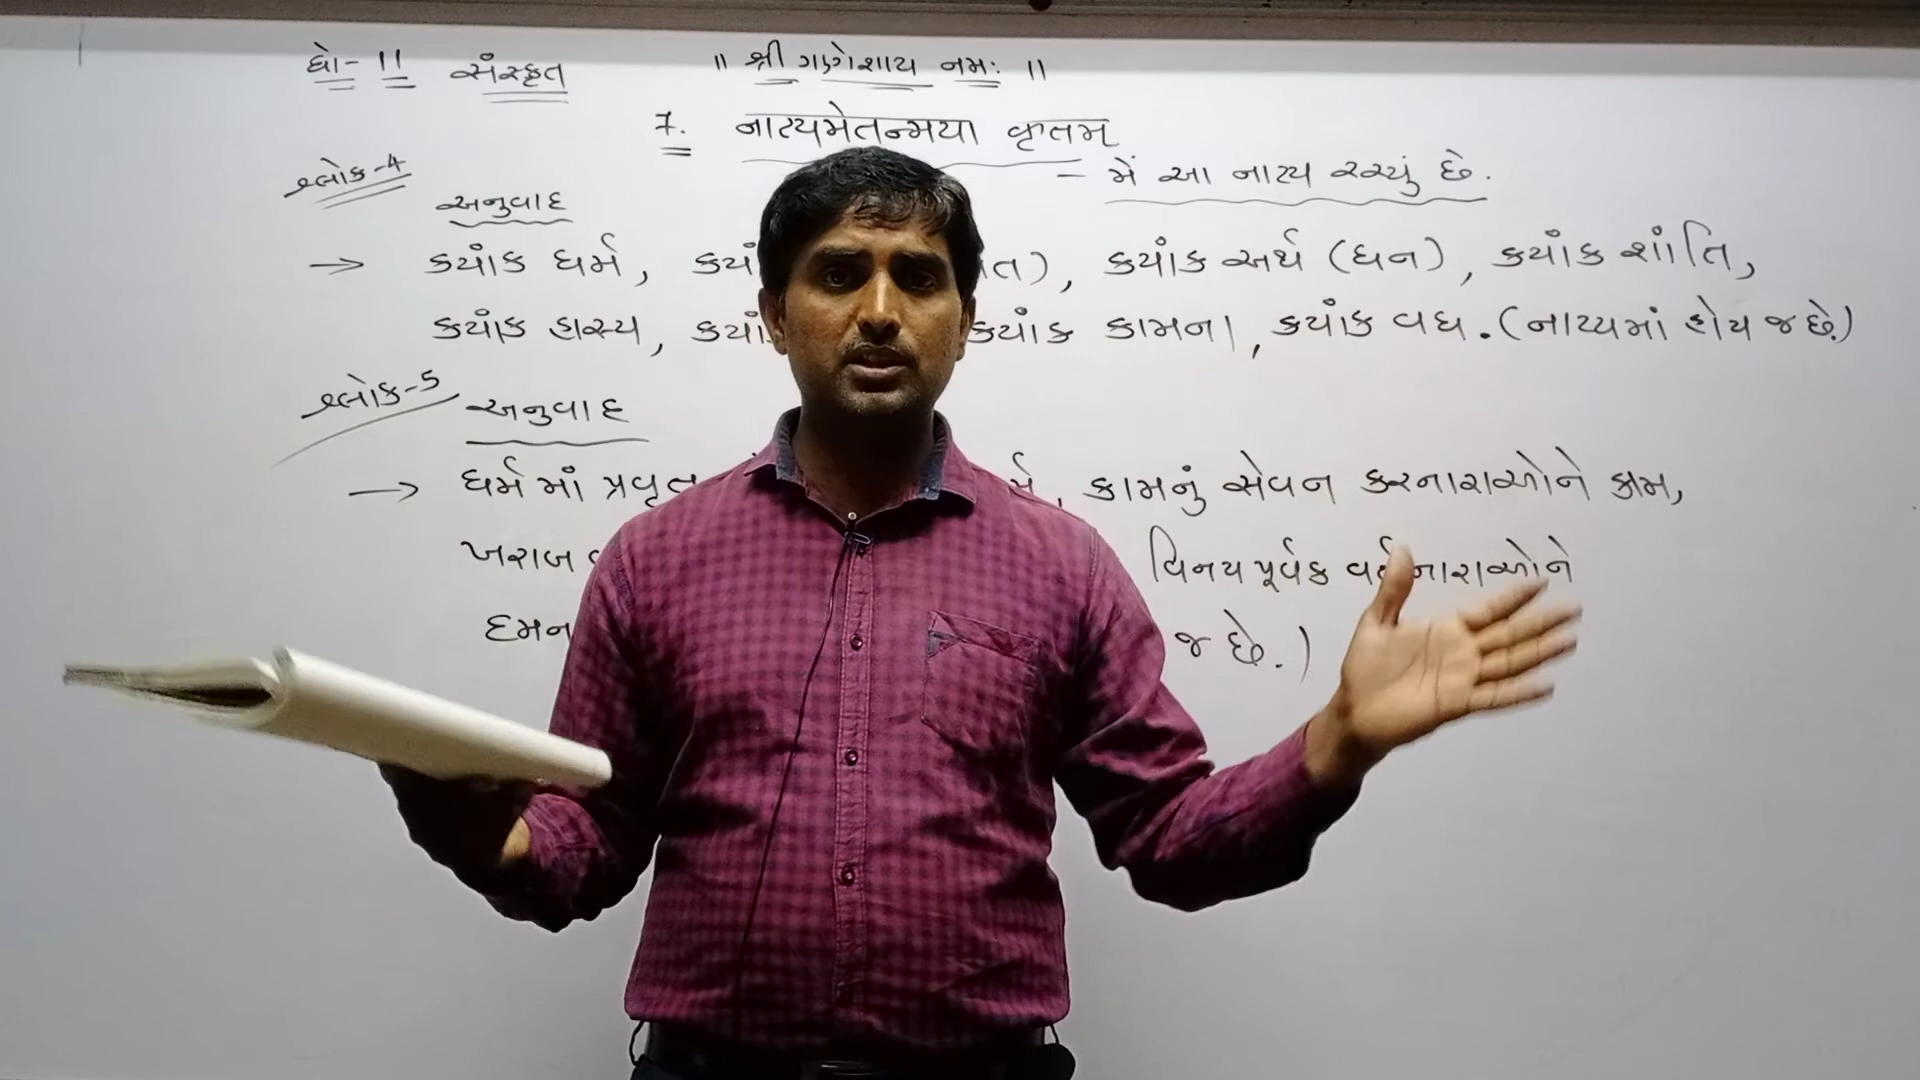 ધો- 11 સંસ્કૃત
॥ શ્રી ગણેશાય નમઃ ॥
7. નાટ્યમેતન્મયા કૃતમ
- મેં આ નાટ્ય રચ્યું છે.
શ્લોક-4
અનુવાદ
→ ક્યાંક ધર્મ, ક્યાં ત), ક્યાંક અર્થ (ધન), ક્યાંક શાંતિ,
ક્યાંક હાસ્ય, ક્યાં ક્યાંક કામના, ક્યાંક વધ. (નાટ્યમાં હોય જ છે.)
શ્લોક-5
અનુવાદ
→ ધર્મમાં પ્રવૃત , કામનું સેવન કરનારાઓને કામ,
ખરાબ વિનયપૂર્વક વર્તનારાઓને
દમન જ છે.)